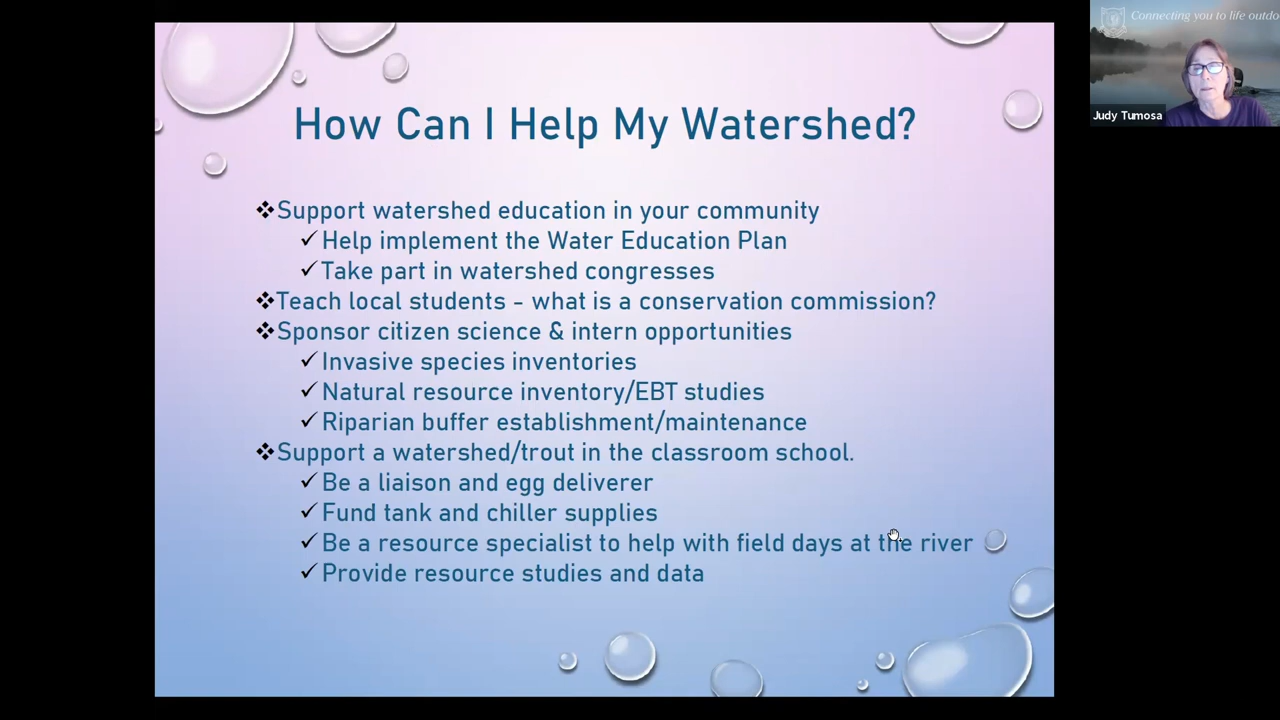 Connecting you to life outdo
Judy Tumosa
How Can I Help My Watershed?
❖Support watershed education in your community
✓Help implement the Water Education Plan
✓Take part in watershed congresses
❖Teach local students - what is a conservation commission?
❖Sponsor citizen science & intern opportunities
✓Invasive species inventories
✓Natural resource inventory/EBT studies
✓Riparian buffer establishment/maintenance
❖Support a watershed/trout in the classroom school.
✓Be a liaison and egg deliverer
✓Fund tank and chiller supplies
✓Be a resource specialist to help with field days at the river
✓Provide resource studies and data